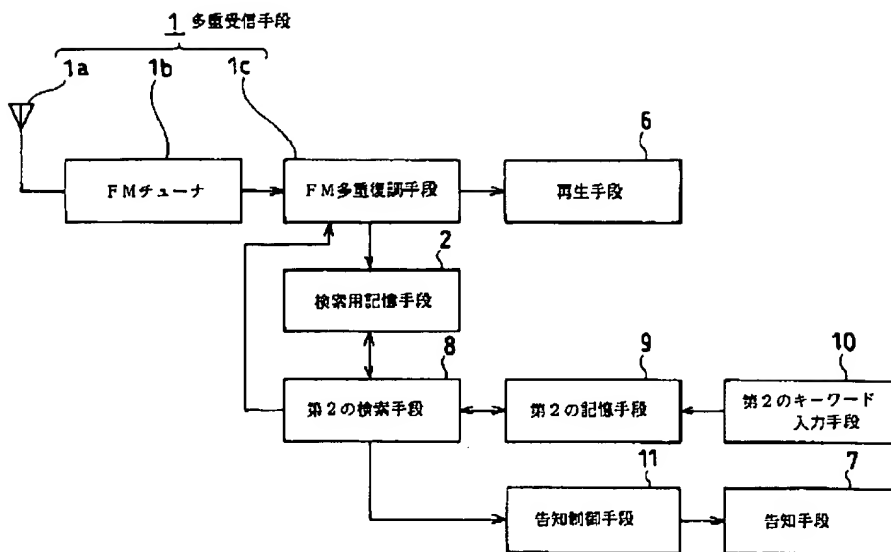 1 多重受信手段
1a
1b
1c
6
FMチューナ
FM多重復調手段
再生手段
2
検索用記憶手段
8
9
10
第2の検索手段
第2の記憶手段
第2のキーワード
入力手段
11
7
告知制御手段
告知手段